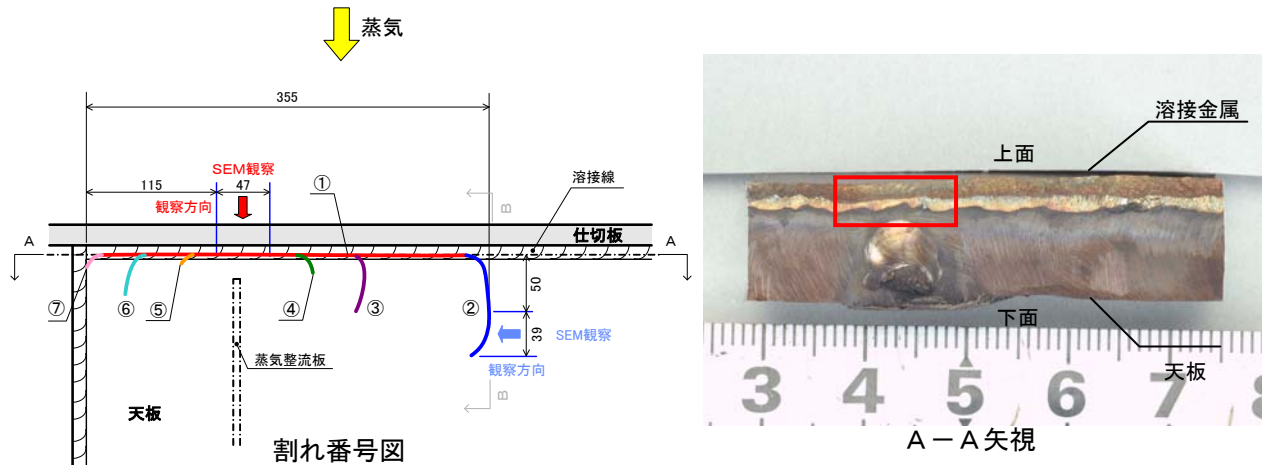 蒸気
355
SEM観察
115
47
①
観察方向
溶接線
B
仕切板
A
A
⑦
⑥
⑤
④
③
②
50
39
SEM観察
観察方向
蒸気整流板
B
天板
割れ番号図
溶接金属
上面
下面
天板
3 4 5 6 7 8
A-A矢視